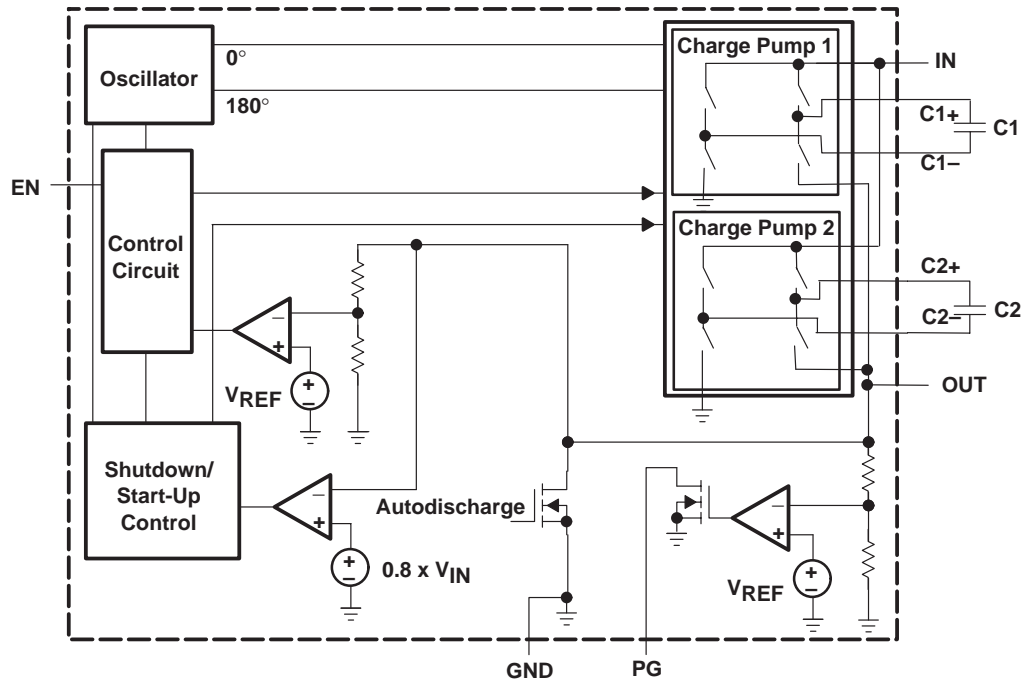 Oscillator
0°
180°
Charge Pump 1
IN
C1+
C1
C1–
EN
Control
Circuit
Charge Pump 2
C2+
C2–
C2
–
+
VREF
+
–
OUT
Shutdown/
Start-Up
Control
–
+
Autodischarge
–
+
+
–
0.8 x VIN
VREF
+
–
GND
PG